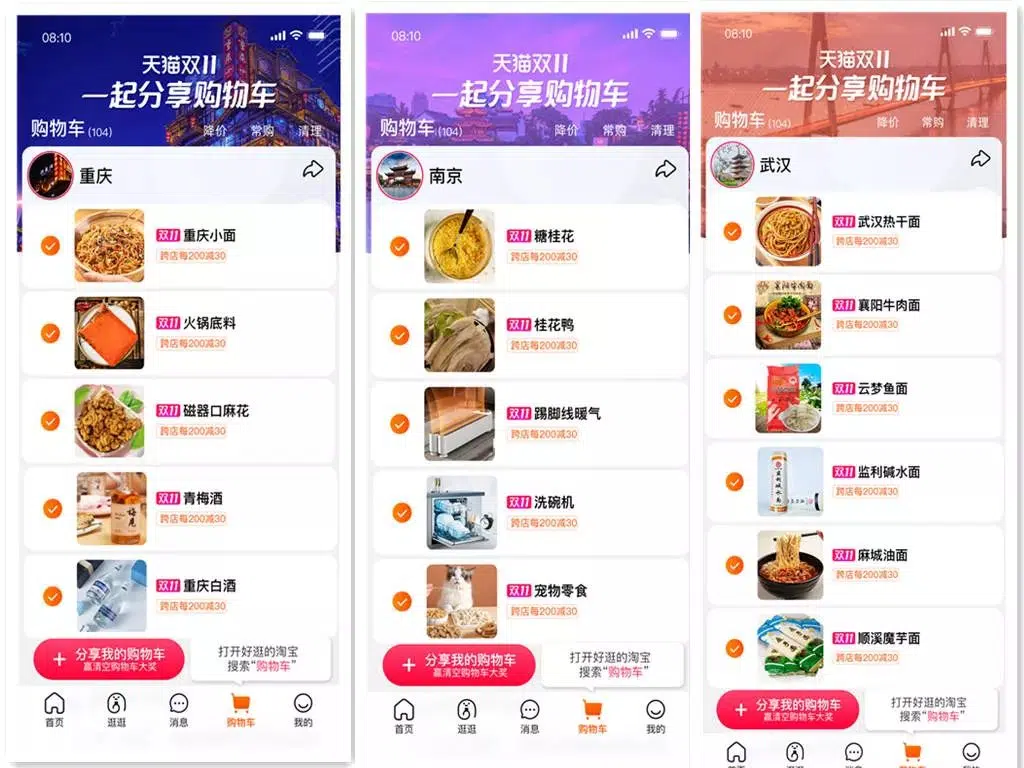 08:10
天猫双11
一起分享购物车
购物车(104)
降价 常购 清理
重庆
双11 重庆小面
跨店每200减30
双11 火锅底料
跨店每200减30
双11 磁器口麻花
跨店每200减30
双11 青梅酒
跨店每200减30
双11 重庆白酒
跨店每200减30
+ 分享我的购物车
赢清空购物车大奖
打开好逛的淘宝
搜索“购物车”
首页 逛逛 消息 购物车 我的
08:10
天猫双11
一起分享购物车
购物车(104)
降价 常购 清理
南京
双11 糖桂花
跨店每200减30
双11 桂花鸭
跨店每200减30
双11 踢脚线暖气
跨店每200减30
双11 洗碗机
跨店每200减30
双11 宠物零食
跨店每200减30
+ 分享我的购物车
赢清空购物车大奖
打开好逛的淘宝
搜索“购物车”
首页 逛逛 消息 购物车 我的
08:10
天猫双11
一起分享购物车
购物车(104)
降价 常购 清理
武汉
双11 武汉热干面
跨店每200减30
双11 襄阳牛肉面
跨店每200减30
双11 云梦鱼面
跨店每200减30
双11 监利碱水面
跨店每200减30
双11 麻城油面
跨店每200减30
双11 顺溪魔芋面
跨店每200减30
+ 分享我的购物车
赢清空购物车大奖
打开好逛的淘宝
搜索“购物车”